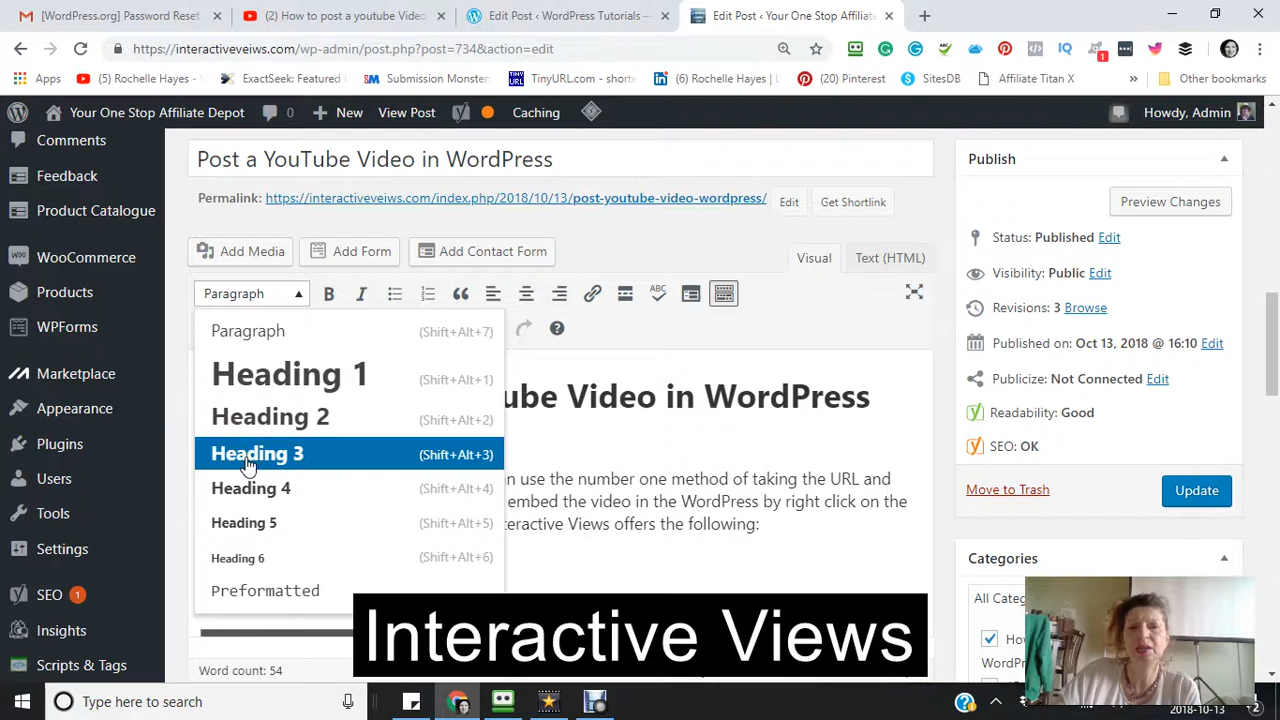 [WordPress.org] Password Reset
(2) How to post a youtube Video
Edit Post ‹ WordPress Tutorials —
Edit Post ‹ Your One Stop Affiliate
https://interactiveveiws.com/wp-admin/post.php?post=734&action=edit
Apps
(5) Rochelle Hayes
ExactSeek: Featured
Submission Monster
TinyURL.com - shorte
(6) Rochelle Hayes
(20) Pinterest
SitesDB
Affiliate Titan X
»
Other bookmarks
Your One Stop Affiliate Depot
0
New
View Post
Caching
Howdy, Admin
Comments
Feedback
Product Catalogue
WooCommerce
Products
WPForms
Marketplace
Appearance
Plugins
Users
Tools
Settings
SEO 1
Insights
Scripts & Tags
Post a YouTube Video in WordPress
Permalink: https://interactiveveiws.com/index.php/2018/10/13/post-youtube-video-wordpress/
Edit
Get Shortlink
Add Media
Add Form
Add Contact Form
Visual
Text (HTML)
Paragraph
B
I
ABC
Paragraph (Shift+Alt+7)
Heading 1 (Shift+Alt+1)
Heading 2 (Shift+Alt+2)
Heading 3 (Shift+Alt+3)
Heading 4 (Shift+Alt+4)
Heading 5 (Shift+Alt+5)
Heading 6 (Shift+Alt+6)
Preformatted
ube Video in WordPress
n use the number one method of taking the URL and
embed the video in the WordPress by right click on the
teractive Views offers the following:
Word count: 54
Publish
Preview Changes
Status: Published Edit
Visibility: Public Edit
Revisions: 3 Browse
Published on: Oct 13, 2018 @ 16:10 Edit
Publicize: Not Connected Edit
Readability: Good
SEO: OK
Move to Trash
Update
Categories
All Categ
How
WordPr
Interactive Views
Type here to search
2018-10-13
2